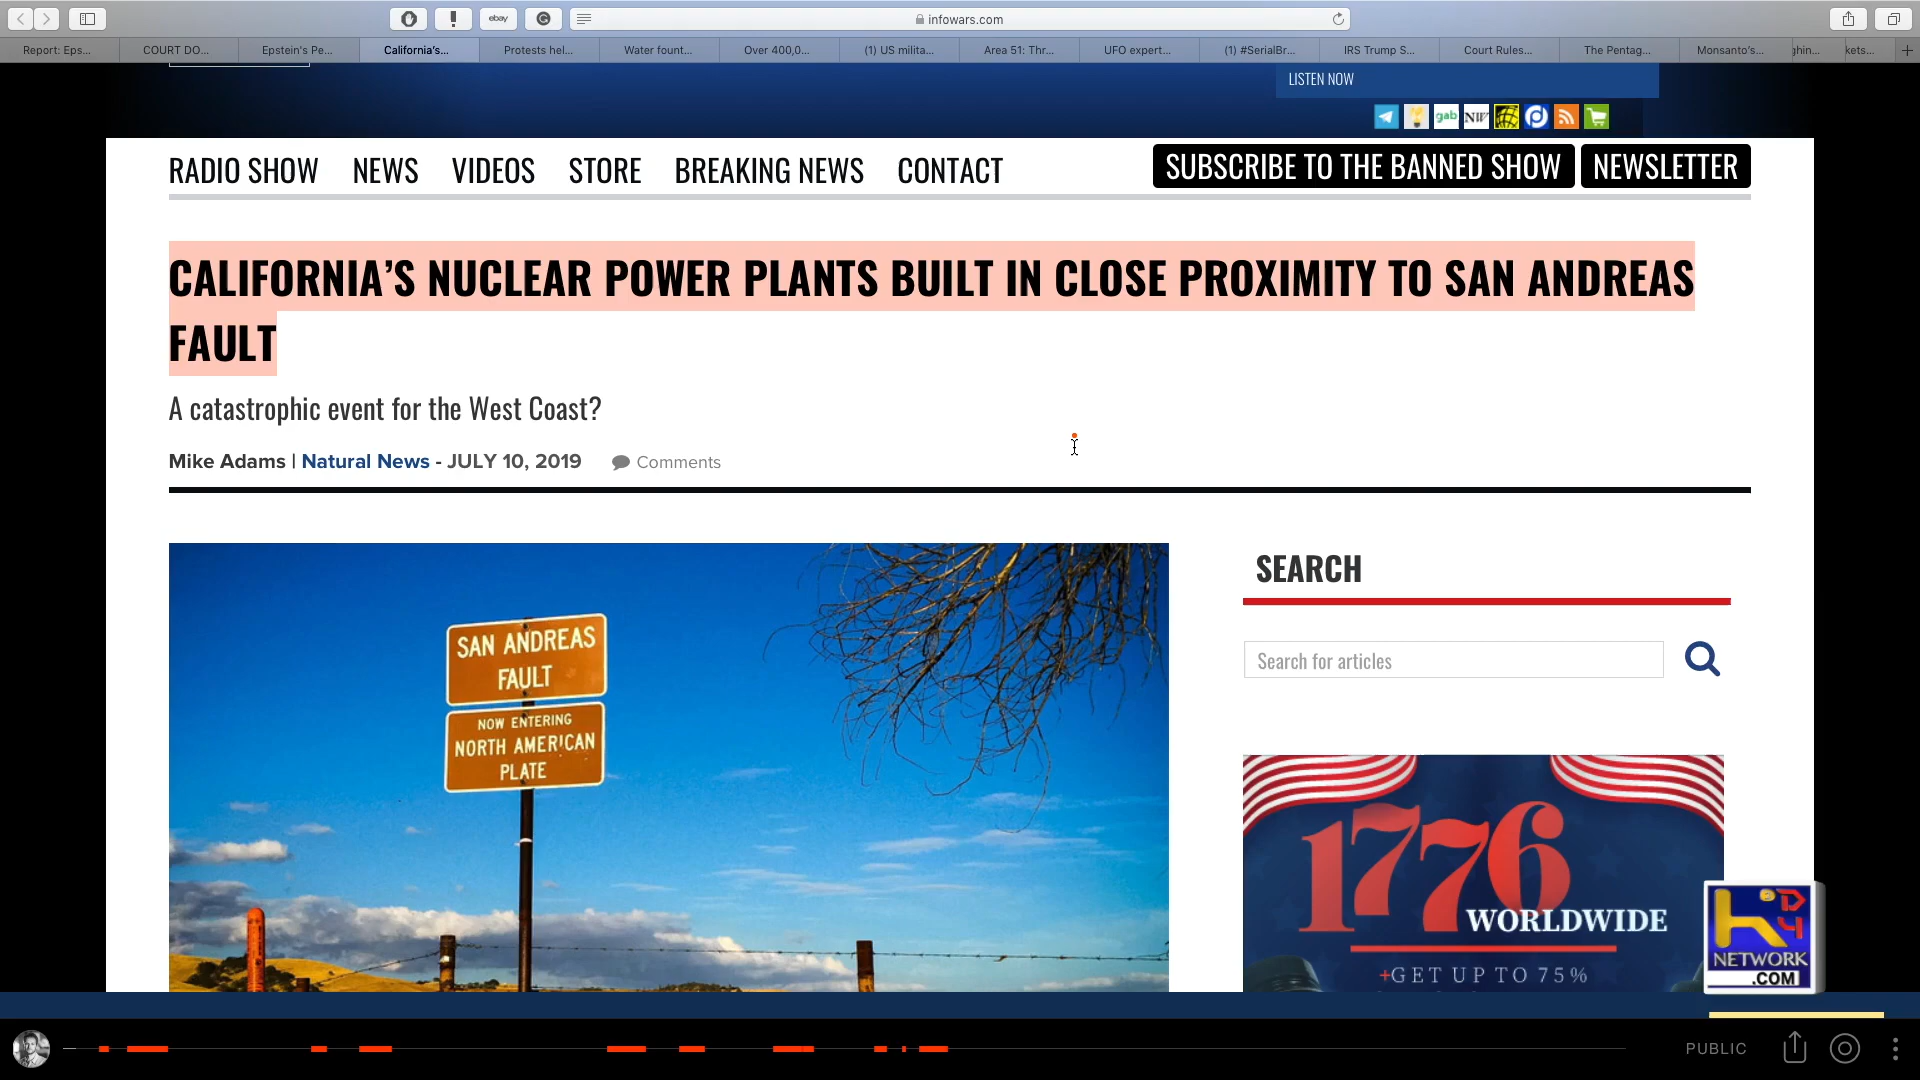 ebay
infowars.com
Report: Eps...
COURT DO...
Epstein's Pe...
California's...
Protests hel...
Water fount...
Over 400,0...
(1) US milita...
Area 51: Thr...
UFO expert...
(1) #SerialBr...
IRS Trump S...
Court Rules...
The Pentag...
Monsanto's...
ghin...
kets...
LISTEN NOW
gab
NW
RADIO SHOW NEWS VIDEOS STORE BREAKING NEWS CONTACT
SUBSCRIBE TO THE BANNED SHOW
NEWSLETTER
CALIFORNIA’S NUCLEAR POWER PLANTS BUILT IN CLOSE PROXIMITY TO SAN ANDREAS
FAULT
A catastrophic event for the West Coast?
Mike Adams | Natural News - JULY 10, 2019 Comments
SAN ANDREAS
FAULT
NOW ENTERING
NORTH AMERICAN
PLATE
SEARCH
Search for articles
1776
WORLDWIDE
+GET UP TO 75%
NETWORK
.COM
PUBLIC